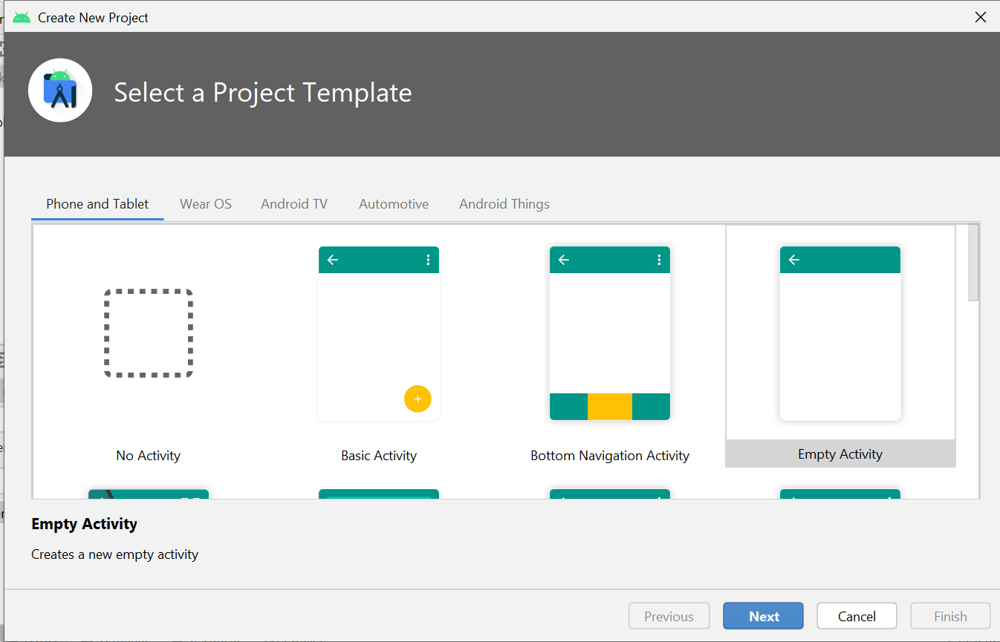 Create New Project
Select a Project Template
Phone and Tablet Wear OS Android TV Automotive Android Things
No Activity Basic Activity Bottom Navigation Activity Empty Activity
Empty Activity
Creates a new empty activity
Previous Next Cancel Finish